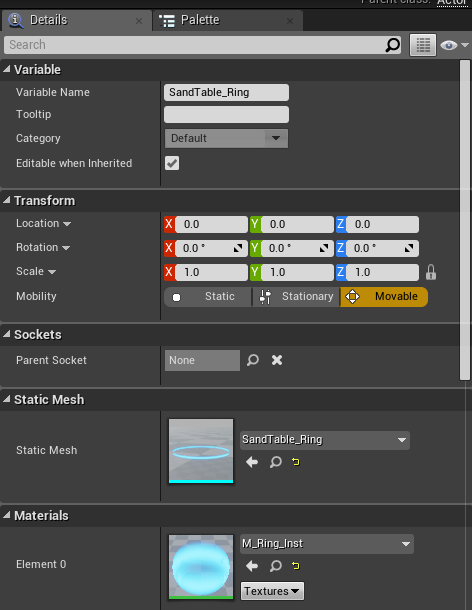 Parent class: Actor
Details
Palette
Search
Variable
Variable Name SandTable_Ring
Tooltip
Category Default
Editable when Inherited
Transform
Location X 0.0 Y 0.0 Z 0.0
Rotation X 0.0 ° Y 0.0 ° Z 0.0 °
Scale X 1.0 Y 1.0 Z 1.0
Mobility Static Stationary Movable
Sockets
Parent Socket None
Static Mesh
SandTable_Ring
Static Mesh
Materials
M_Ring_Inst
Element 0
Textures